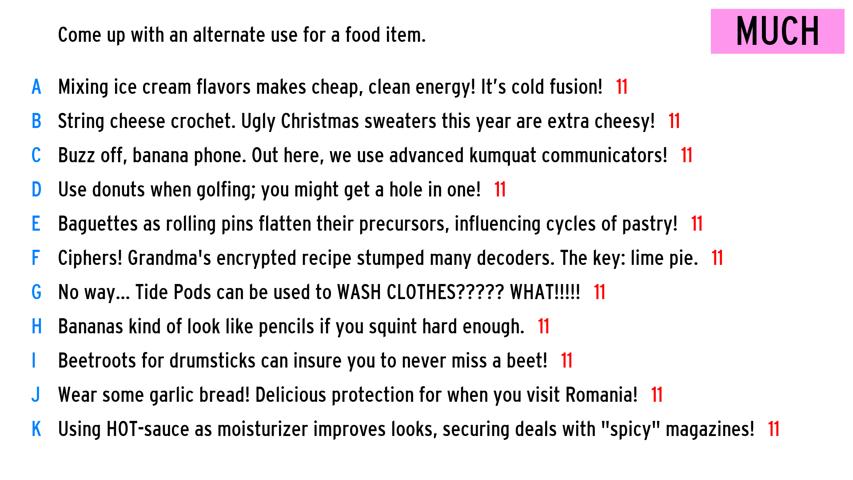 Come up with an alternate use for a food item.
MUCH
A Mixing ice cream flavors makes cheap, clean energy! It's cold fusion! 11
B String cheese crochet. Ugly Christmas sweaters this year are extra cheesy! 11
C Buzz off, banana phone. Out here, we use advanced kumquat communicators! 11
D Use donuts when golfing; you might get a hole in one! 11
E Baguettes as rolling pins flatten their precursors, influencing cycles of pastry! 11
F Ciphers! Grandma's encrypted recipe stumped many decoders. The key: lime pie. 11
G No way... Tide Pods can be used to WASH CLOTHES????? WHAT!!!!! 11
H Bananas kind of look like pencils if you squint hard enough. 11
I Beetroots for drumsticks can insure you to never miss a beet! 11
J Wear some garlic bread! Delicious protection for when you visit Romania! 11
K Using HOT-sauce as moisturizer improves looks, securing deals with "spicy" magazines! 11